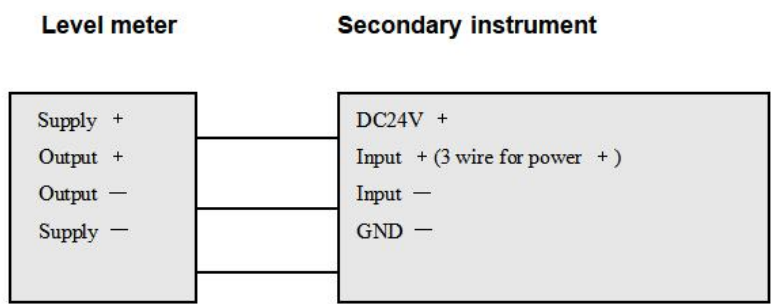 Level meter
Secondary instrument
Supply +
Output +
Output —
Supply —
DC24V +
Input + (3 wire for power + )
Input —
GND —